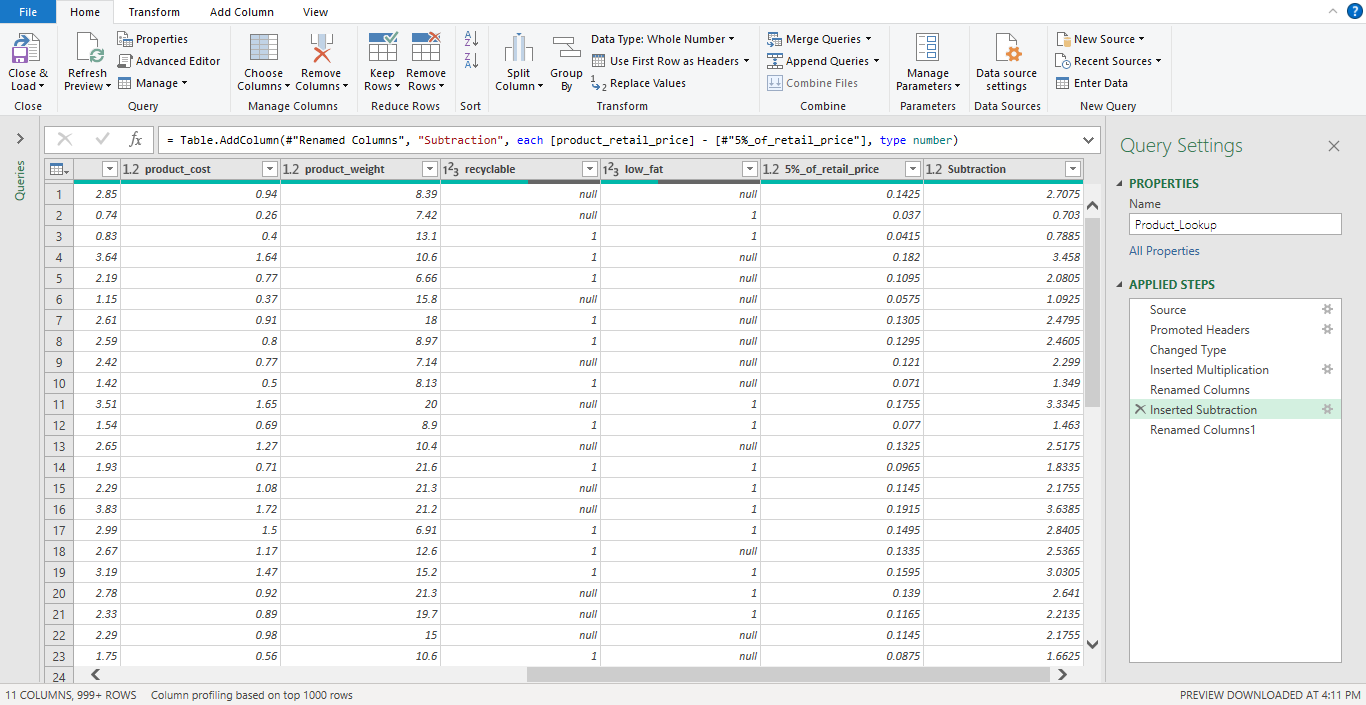 File Home Transform Add Column View
Close & Load Refresh Preview Properties Advanced Editor Manage Choose Columns Remove Columns Keep Rows Remove Rows Split Column Group By Data Type: Whole Number Use First Row as Headers Replace Values Merge Queries Append Queries Combine Files Manage Parameters Data source settings New Source Recent Sources Enter Data
Close Query Manage Columns Reduce Rows Sort Transform Combine Parameters Data Sources New Query
Queries
fx = Table.AddColumn(#"Renamed Columns", "Subtraction", each [product_retail_price] - [#"5%_of_retail_price"], type number)
1.2 product_cost 1.2 product_weight 1²3 recyclable 1²3 low_fat 1.2 5%_of_retail_price 1.2 Subtraction
1 2.85 0.94 8.39 null null 0.1425 2.7075
2 0.74 0.26 7.42 null 1 0.037 0.703
3 0.83 0.4 13.1 1 1 0.0415 0.7885
4 3.64 1.64 10.6 1 null 0.182 3.458
5 2.19 0.77 6.66 1 null 0.1095 2.0805
6 1.15 0.37 15.8 null null 0.0575 1.0925
7 2.61 0.91 18 1 null 0.1305 2.4795
8 2.59 0.8 8.97 1 null 0.1295 2.4605
9 2.42 0.77 7.14 null null 0.121 2.299
10 1.42 0.5 8.13 1 null 0.071 1.349
11 3.51 1.65 20 null 1 0.1755 3.3345
12 1.54 0.69 8.9 1 1 0.077 1.463
13 2.65 1.27 10.4 null null 0.1325 2.5175
14 1.93 0.71 21.6 1 1 0.0965 1.8335
15 2.29 1.08 21.3 null 1 0.1145 2.1755
16 3.83 1.72 21.2 null 1 0.1915 3.6385
17 2.99 1.5 6.91 1 1 0.1495 2.8405
18 2.67 1.17 12.6 1 null 0.1335 2.5365
19 3.19 1.47 15.2 1 1 0.1595 3.0305
20 2.78 0.92 21.3 null 1 0.139 2.641
21 2.33 0.89 19.7 null 1 0.1165 2.2135
22 2.29 0.98 15 null null 0.1145 2.1755
23 1.75 0.56 10.6 1 null 0.0875 1.6625
24
Query Settings
PROPERTIES
Name
Product_Lookup
All Properties
APPLIED STEPS
Source
Promoted Headers
Changed Type
Inserted Multiplication
Renamed Columns
Inserted Subtraction
Renamed Columns1
11 COLUMNS, 999+ ROWS Column profiling based on top 1000 rows PREVIEW DOWNLOADED AT 4:11 PM